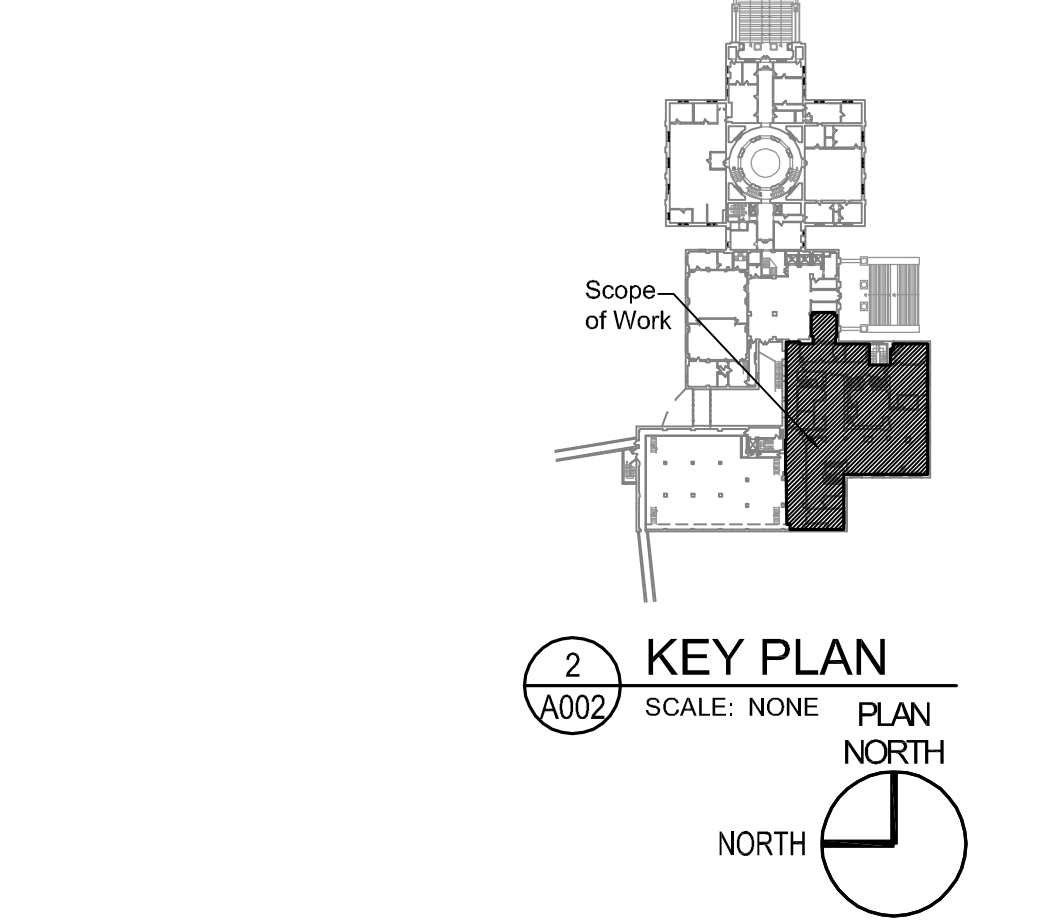 Scope
of Work
2
KEY PLAN
A002
SCALE: NONE
PLAN
NORTH
NORTH